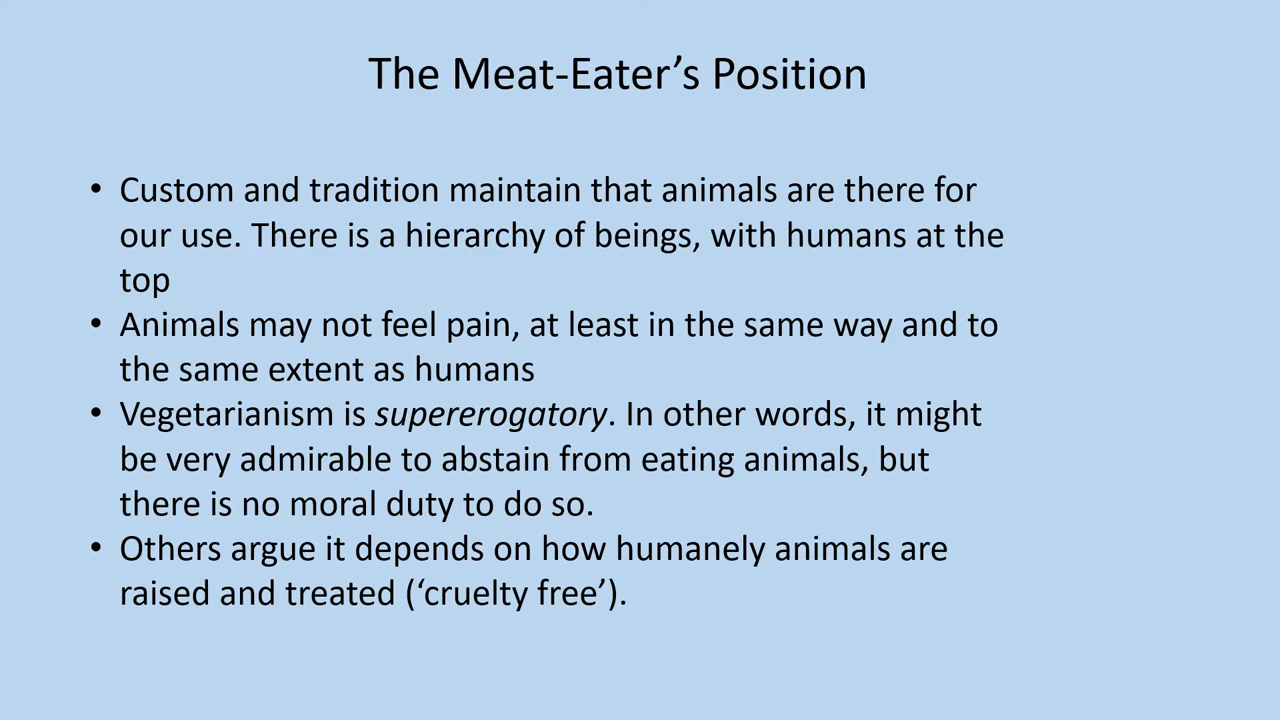 The Meat-Eater’s Position
• Custom and tradition maintain that animals are there for
our use. There is a hierarchy of beings, with humans at the
top
• Animals may not feel pain, at least in the same way and to
the same extent as humans
• Vegetarianism is supererogatory. In other words, it might
be very admirable to abstain from eating animals, but
there is no moral duty to do so.
• Others argue it depends on how humanely animals are
raised and treated (‘cruelty free’).